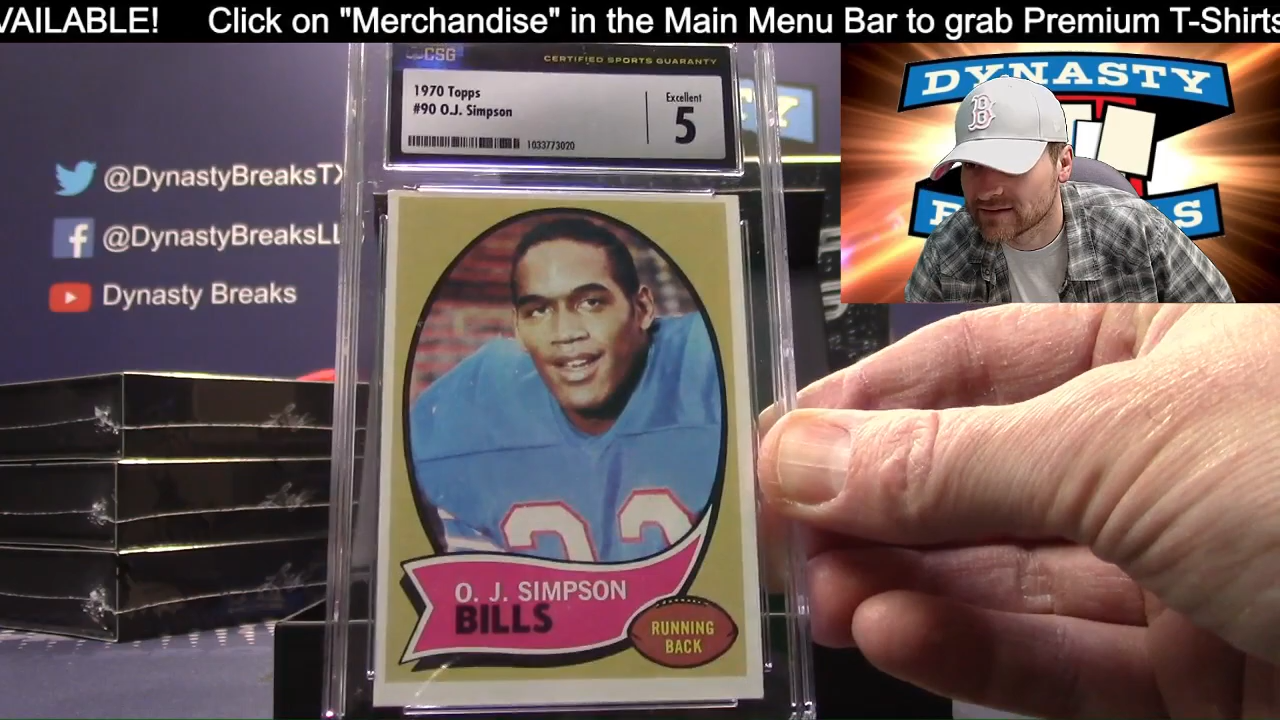 VAILABLE! Click on "Merchandise" in the Main Menu Bar to grab Premium T-Shirts
CSG
CERTIFIED SPORTS GUARANTY
1970 Topps
#90 O.J. Simpson
Excellent
5
1033773020
@DynastyBreaksTX
@DynastyBreaksLL
Dynasty Breaks
DYNASTY
B
S
O. J. SIMPSON
BILLS
RUNNING
BACK